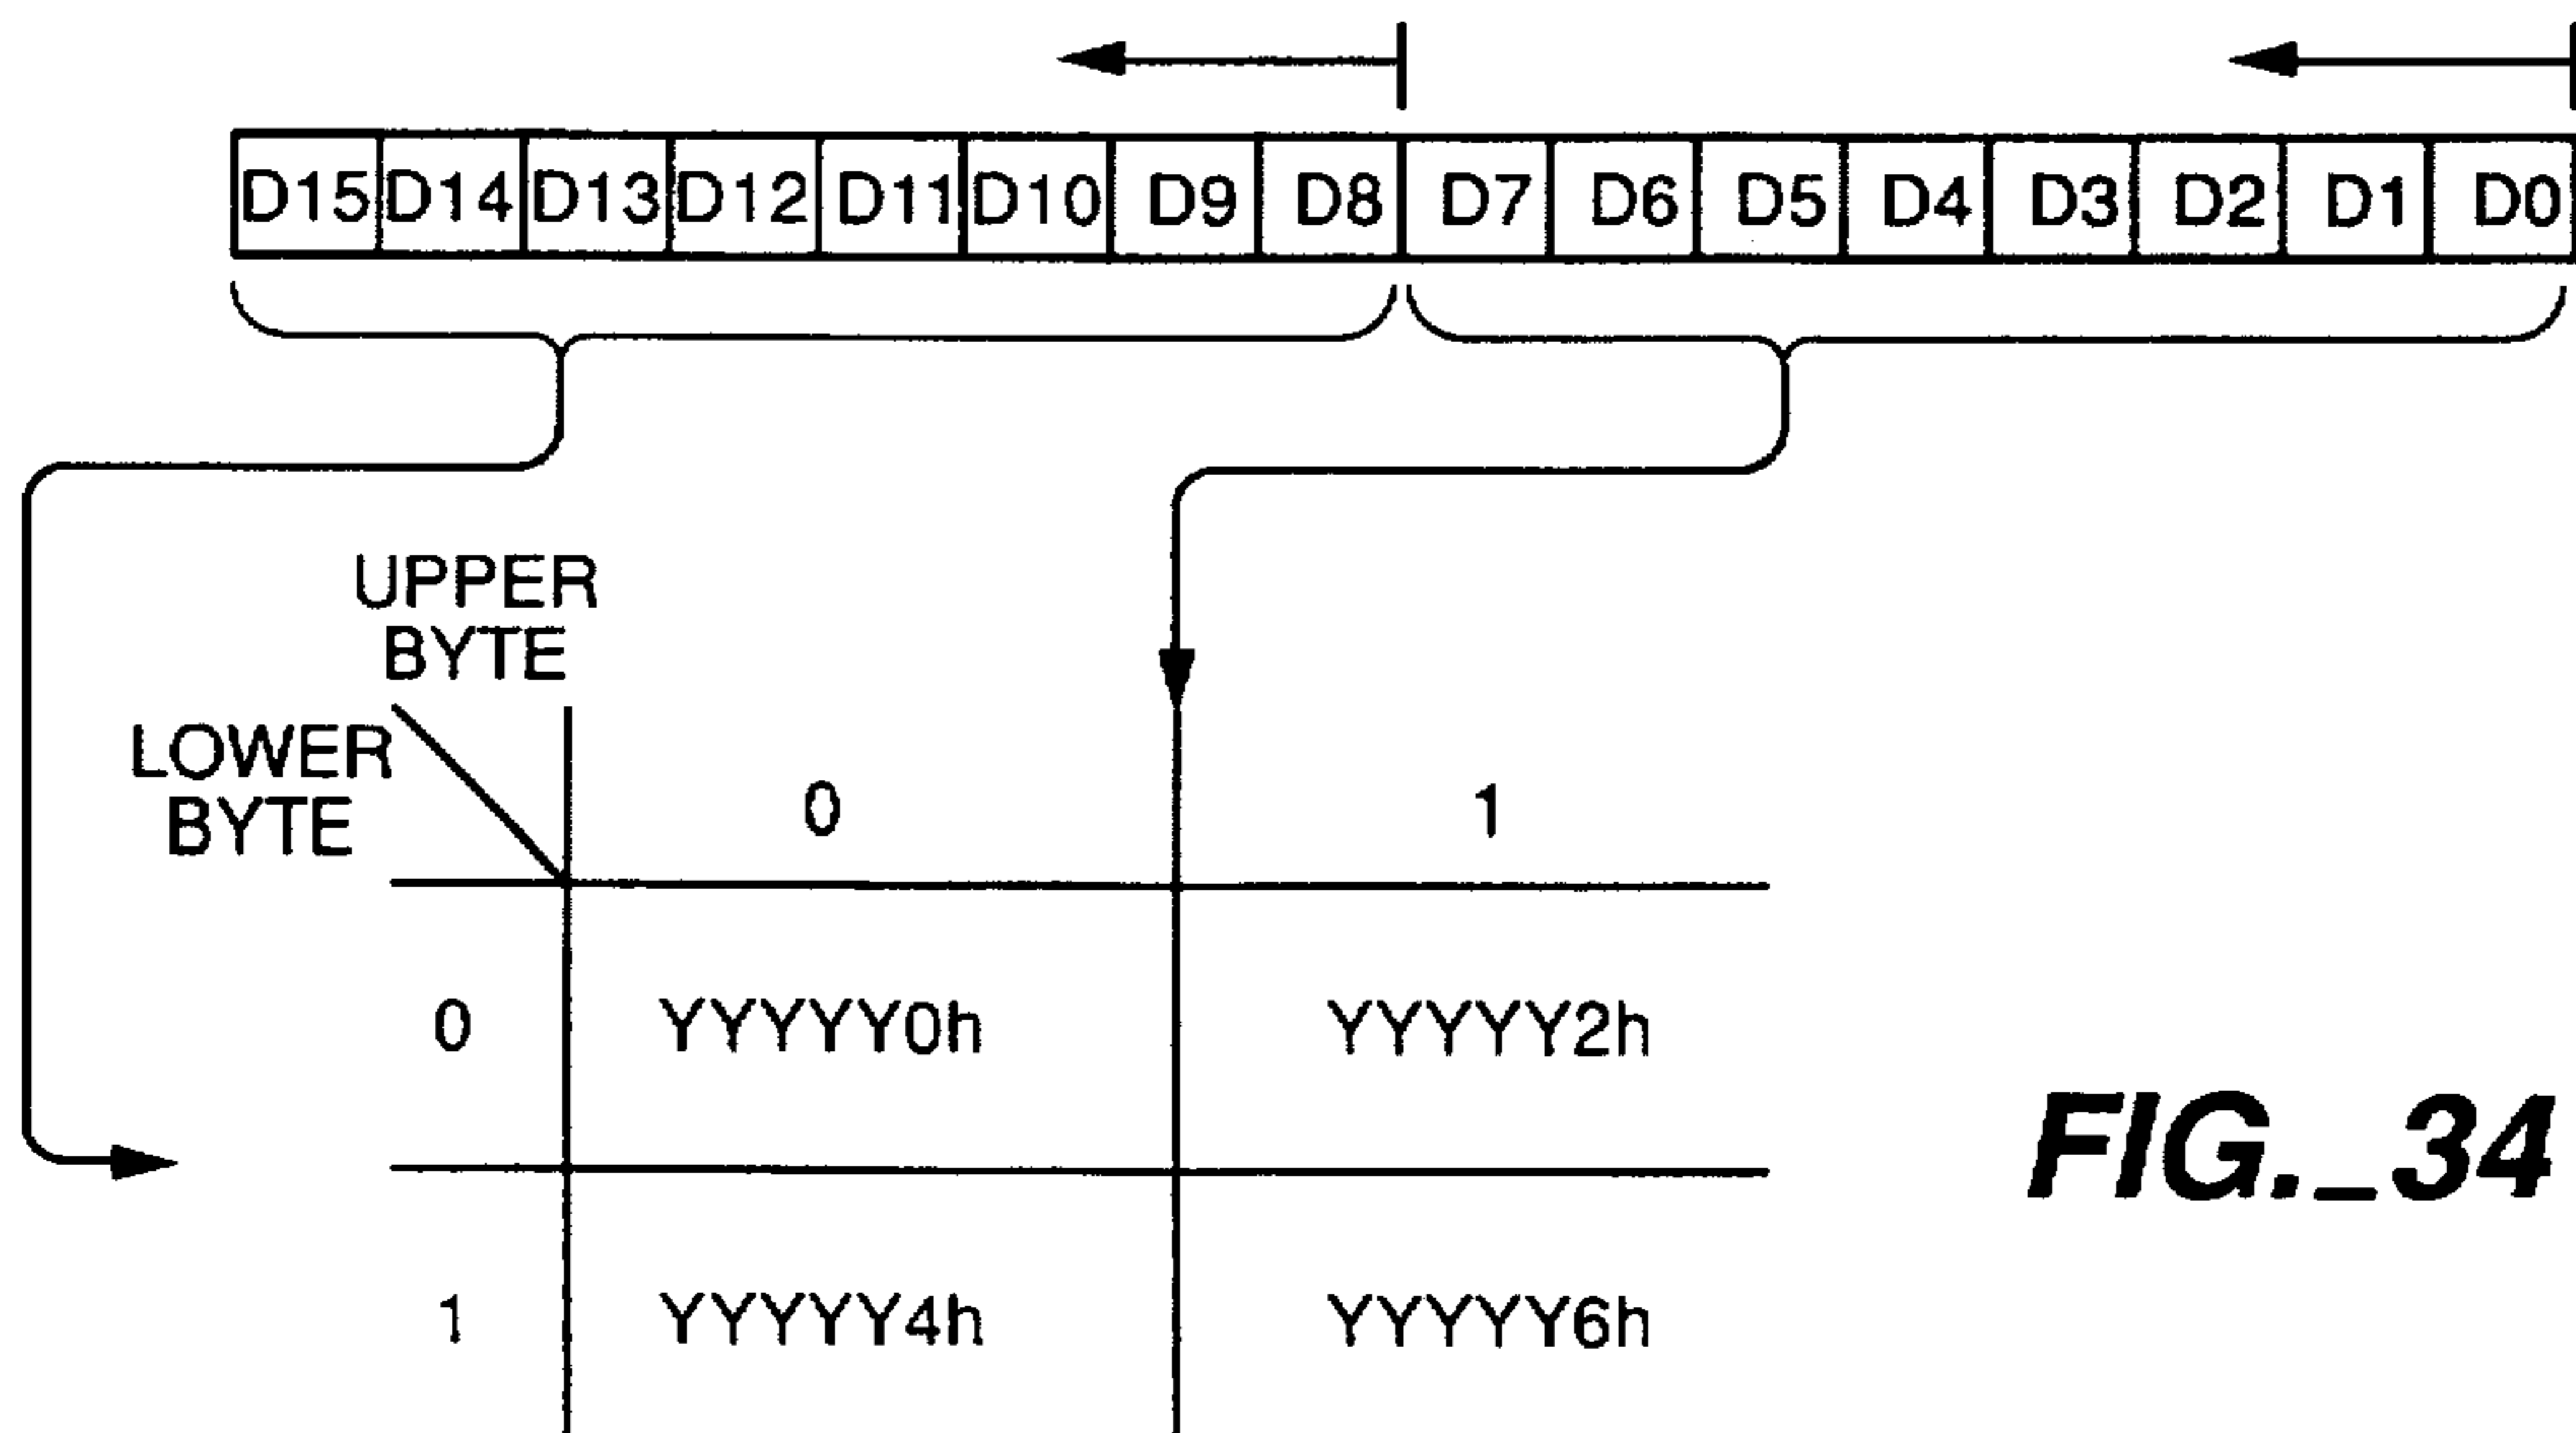 D15 D14 D13 D12 D11 D10 D9 D8 D7 D6 D5 D4 D3 D2 D1 D0
UPPER
BYTE
LOWER
BYTE
0 1
0 YYYYY0h YYYYY2h
1 YYYYY4h YYYYY6h
FIG._34